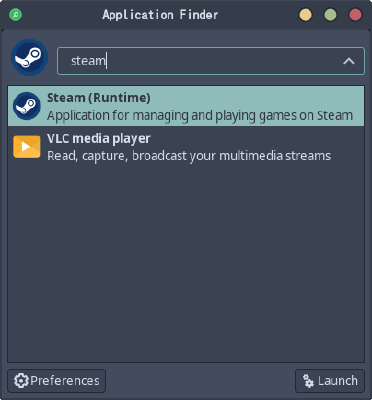 Application Finder
steam
Steam (Runtime)
Application for managing and playing games on Steam
VLC media player
Read, capture, broadcast your multimedia streams
Preferences
Launch